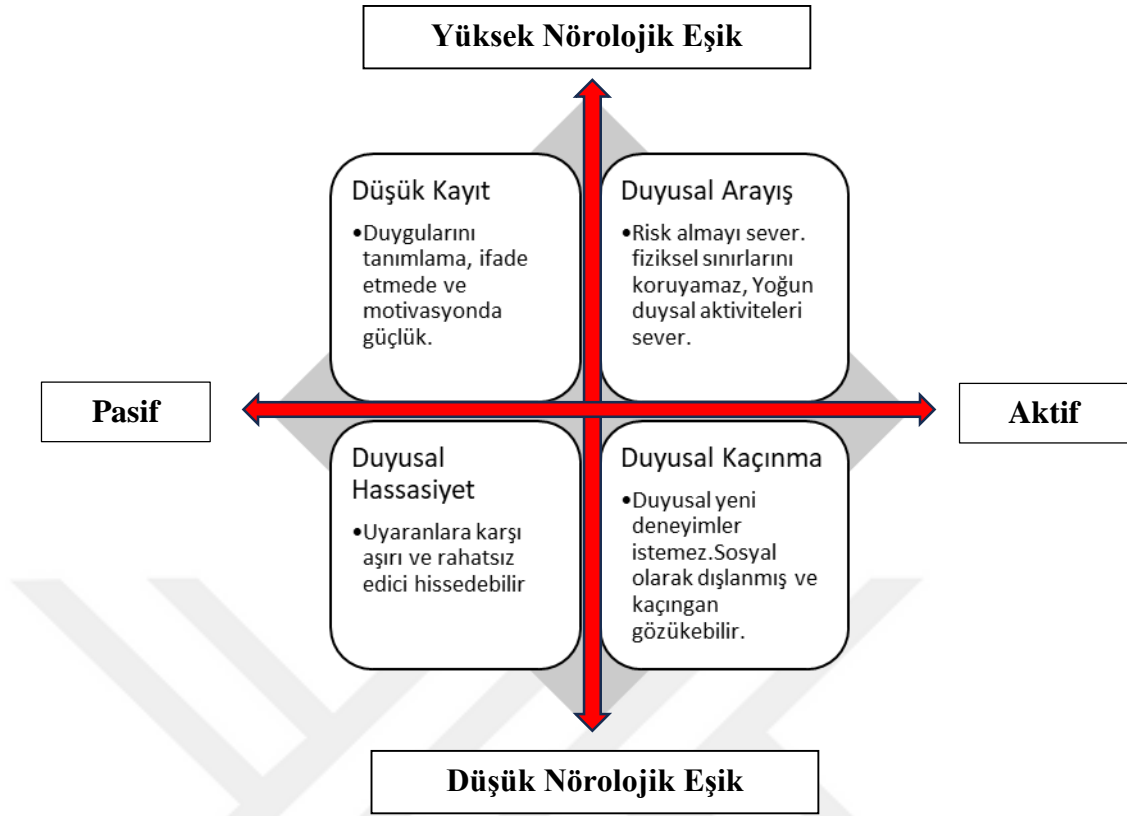 Yüksek Nörolojik Eşik
Düşük Kayıt
•Duygularını
tanımlama, ifade
etmede ve
motivasyonda
güçlük.
Duyusal Arayış
•Risk almayı sever.
fiziksel sınırlarını
koruyamaz, Yoğun
duysal aktiviteleri
sever.
Pasif
Aktif
Duyusal
Hassasiyet
•Uyaranlara karşı
aşırı ve rahatsız
edici hissedebilir
Duyusal Kaçınma
•Duyusal yeni
deneyimler
istemez.Sosyal
olarak dışlanmış ve
kaçıngan
gözükebilir.
Düşük Nörolojik Eşik